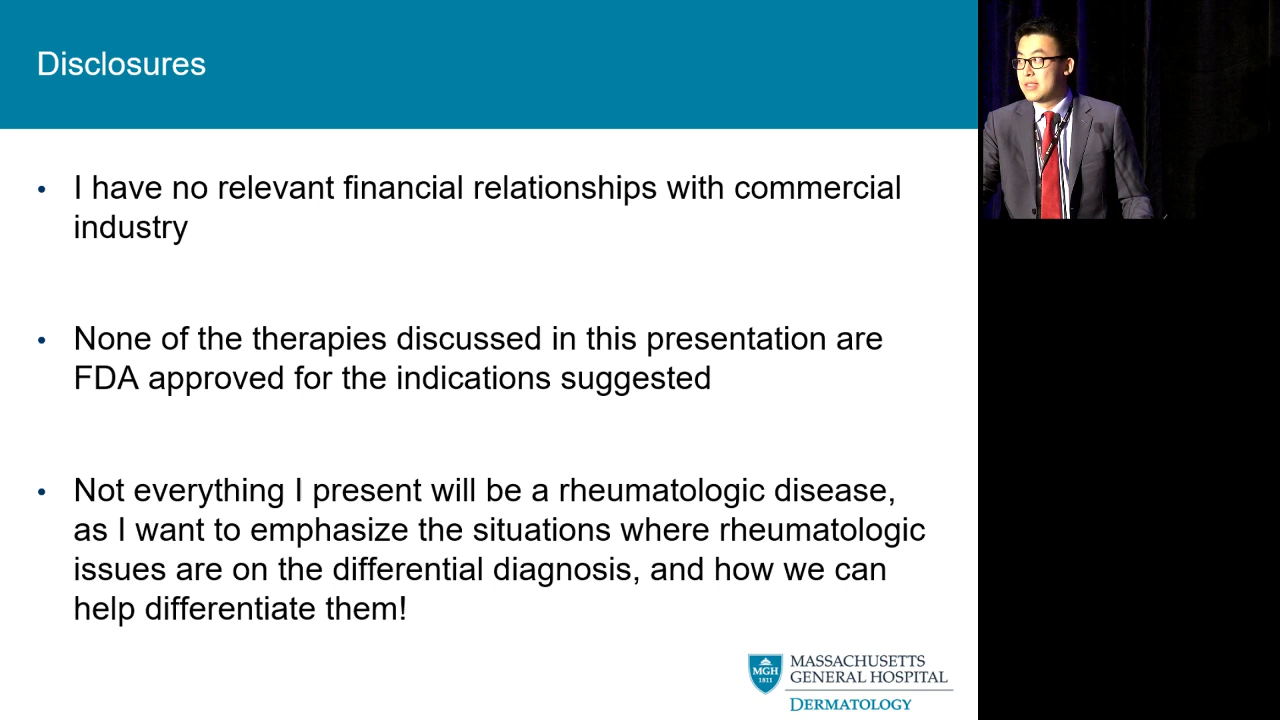 Disclosures
• I have no relevant financial relationships with commercial
industry
• None of the therapies discussed in this presentation are
FDA approved for the indications suggested
• Not everything I present will be a rheumatologic disease,
as I want to emphasize the situations where rheumatologic
issues are on the differential diagnosis, and how we can
help differentiate them!
MGH
1811
MASSACHUSETTS
GENERAL HOSPITAL
DERMATOLOGY